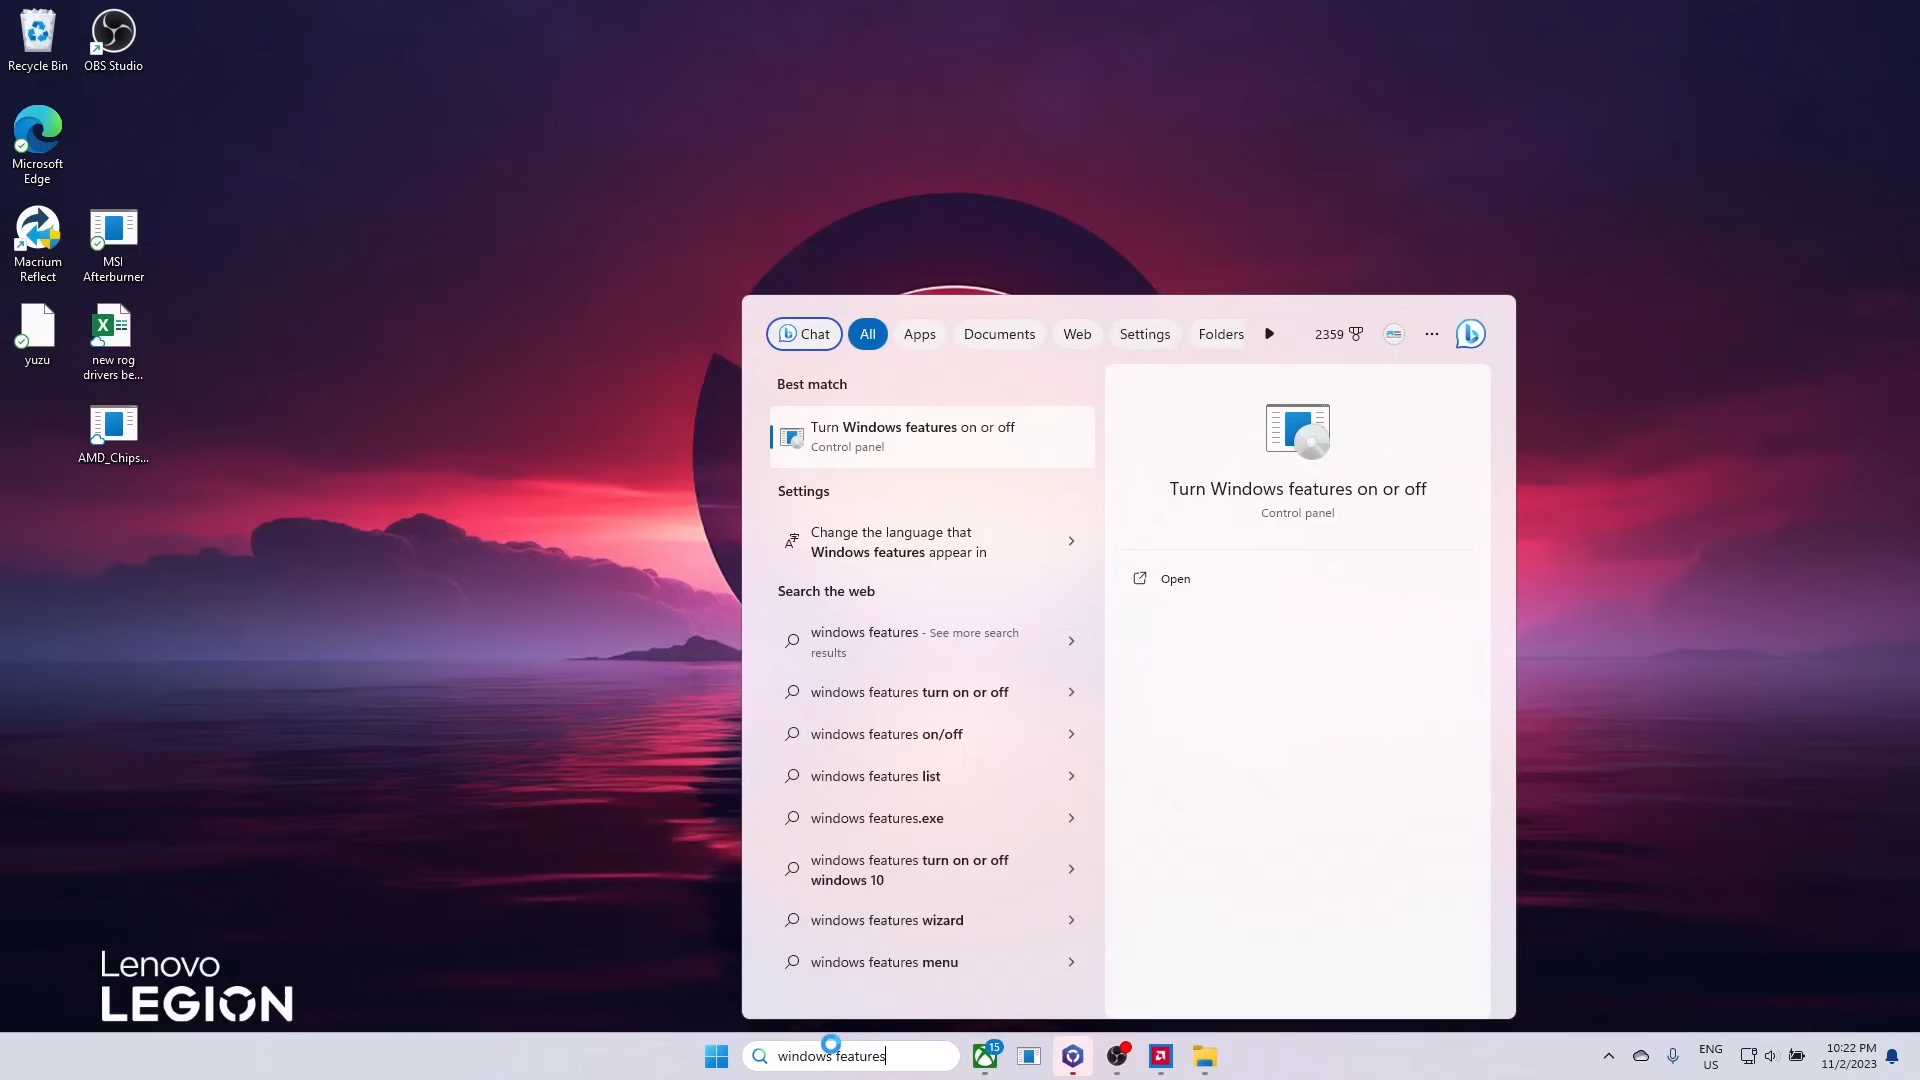 Recycle Bin
OBS Studio
Microsoft
Edge
Macrium
Reflect
MSI
Afterburner
yuzu
new rog
drivers be...
AMD_Chips...
Chat
All
Apps
Documents
Web
Settings
Folders
2359
Best match
Turn Windows features on or off
Control panel
Settings
Change the language that
Windows features appear in
Search the web
windows features - See more search
results
windows features turn on or off
windows features on/off
windows features list
windows features.exe
windows features turn on or off
windows 10
windows features wizard
windows features menu
Turn Windows features on or off
Control panel
Open
Lenovo
LEGION
windows features
15
ENG
US
10:22 PM
11/2/2023